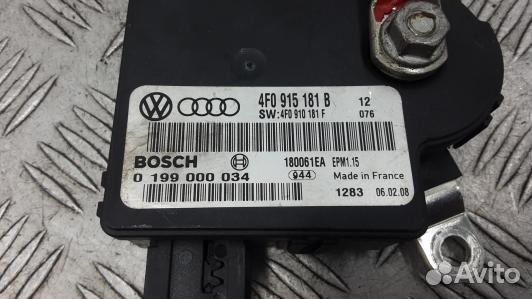 4F0 915 181 B 12
SW:4F0 910 181 F 076
BOSCH 180061EA EPM1.15
0 199 000 034 944 Made in France
1283 06.02.08
Avito